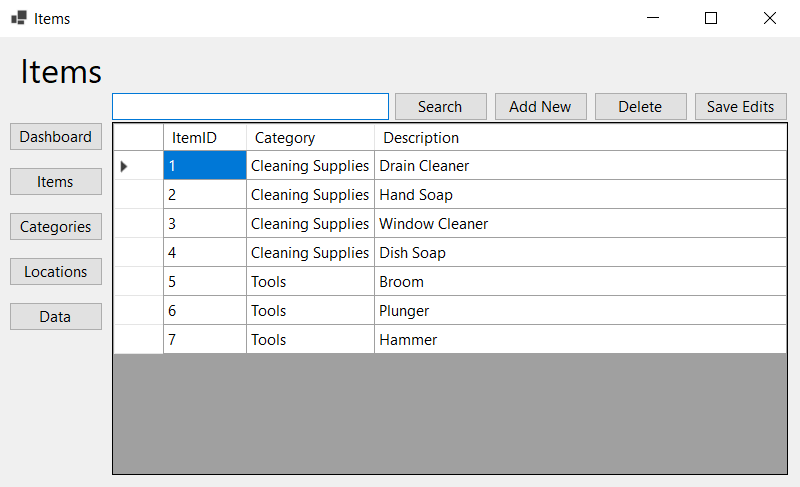 Items
Items
Search Add New Delete Save Edits
Dashboard
Items
Categories
Locations
Data
ItemID Category Description
1 Cleaning Supplies Drain Cleaner
2 Cleaning Supplies Hand Soap
3 Cleaning Supplies Window Cleaner
4 Cleaning Supplies Dish Soap
5 Tools Broom
6 Tools Plunger
7 Tools Hammer